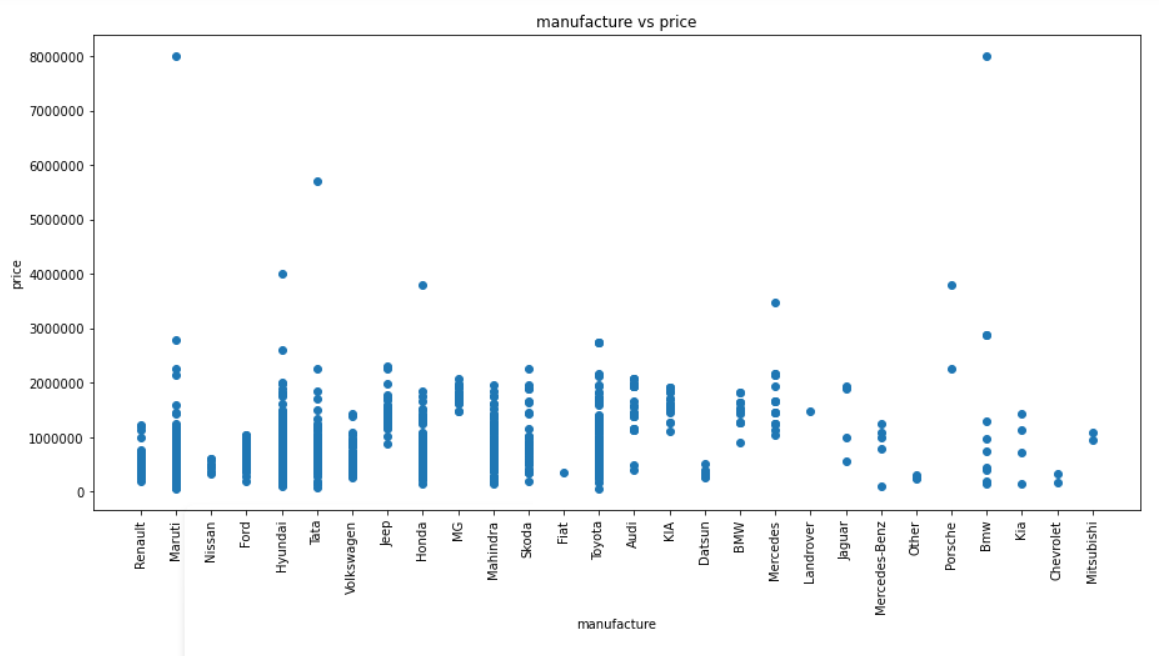 manufacture vs price
8000000
7000000
6000000
5000000
4000000
3000000
2000000
1000000
0
price
Renault
Maruti
Nissan
Ford
Hyundai
Tata
Volkswagen
Jeep
Honda
MG
Mahindra
Skoda
Fiat
Toyota
Audi
KIA
Datsun
BMW
Mercedes
Landrover
Jaguar
Mercedes-Benz
Other
Porsche
Bmw
Kia
Chevrolet
Mitsubishi
manufacture